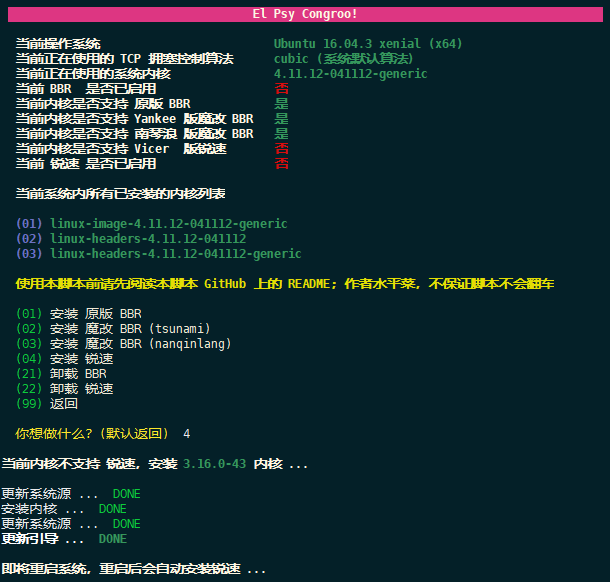 El Psy Congroo!
当前操作系统 Ubuntu 16.04.3 xenial (x64)
当前正在使用的 TCP 拥塞控制算法 cubic (系统默认算法)
当前正在使用的系统内核 4.11.12-041112-generic
当前 BBR 是否已启用 否
当前内核是否支持 原版 BBR 是
当前内核是否支持 Yankee 版魔改 BBR 是
当前内核是否支持 南琴浪 版魔改 BBR 是
当前内核是否支持 Vicer 版锐速 否
当前 锐速 是否已启用 否
当前系统内所有已安装的内核列表
(01) linux-image-4.11.12-041112-generic
(02) linux-headers-4.11.12-041112
(03) linux-headers-4.11.12-041112-generic
使用本脚本前请先阅读本脚本 GitHub 上的 README; 作者水平菜, 不保证脚本不会翻车
(01) 安装 原版 BBR
(02) 安装 魔改 BBR (tsunami)
(03) 安装 魔改 BBR (nanqinlang)
(04) 安装 锐速
(21) 卸载 BBR
(22) 卸载 锐速
(99) 返回
你想做什么? (默认返回) 4
当前内核不支持 锐速, 安装 3.16.0-43 内核 ...
更新系统源 ... DONE
安装内核 ... DONE
更新系统源 ... DONE
更新引导 ... DONE
即将重启系统, 重启后会自动安装锐速 ...